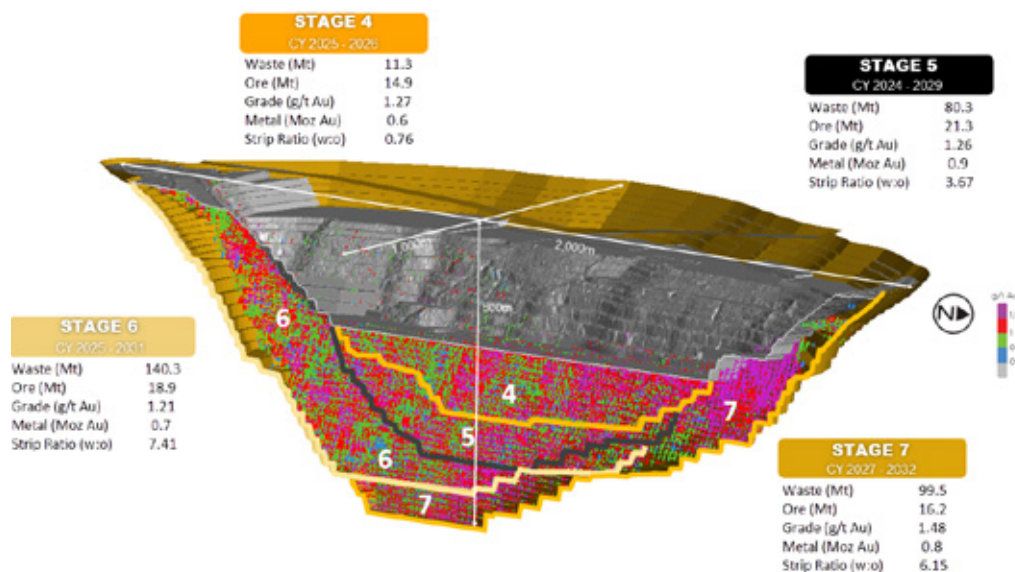 STAGE 4
CY 2025 - 2026
Waste (Mt) 11.3
Ore (Mt) 14.9
Grade (g/t Au) 1.27
Metal (Moz Au) 0.6
Strip Ratio (w:o) 0.76
STAGE 5
CY 2024 - 2029
Waste (Mt) 80.3
Ore (Mt) 21.3
Grade (g/t Au) 1.26
Metal (Moz Au) 0.9
Strip Ratio (w:o) 3.67
1,000m
2,000m
N
6
4
7
5
6
7
STAGE 6
CY 2025 - 2031
Waste (Mt) 140.3
Ore (Mt) 18.9
Grade (g/t Au) 1.21
Metal (Moz Au) 0.7
Strip Ratio (w:o) 7.41
STAGE 7
CY 2027 - 2032
Waste (Mt) 99.5
Ore (Mt) 16.2
Grade (g/t Au) 1.48
Metal (Moz Au) 0.8
Strip Ratio (w:o) 6.15